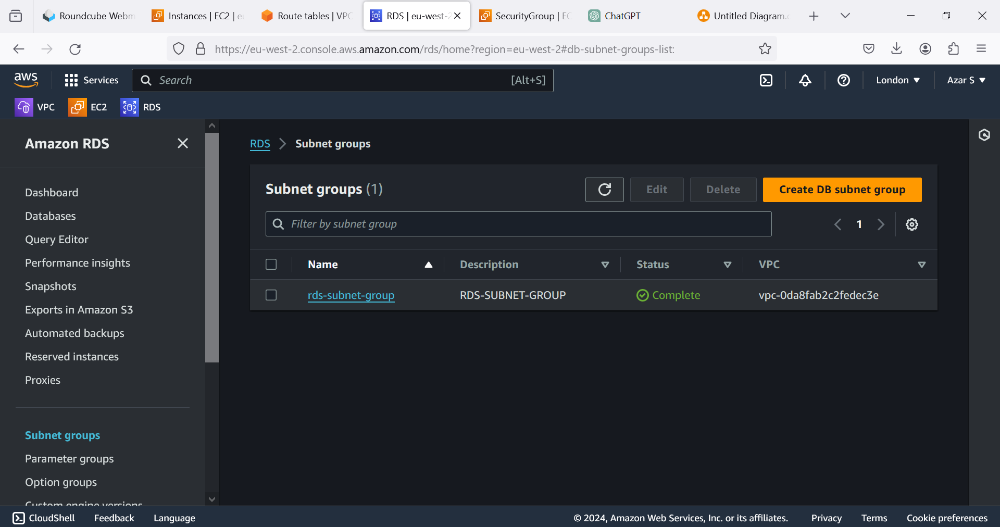 Roundcube Webm
Instances | EC2 | eu
Route tables | VPC
RDS | eu-west-2
SecurityGroup | EC
ChatGPT
Untitled Diagram.
https://eu-west-2.console.aws.amazon.com/rds/home?region=eu-west-2#db-subnet-groups-list:
aws
Services
Search
[Alt+S]
London
Azar S
VPC
EC2
RDS
Amazon RDS
Dashboard
Databases
Query Editor
Performance insights
Snapshots
Exports in Amazon S3
Automated backups
Reserved instances
Proxies
Subnet groups
Parameter groups
Option groups
Custom engine versions
RDS
Subnet groups
Subnet groups (1)
Edit
Delete
Create DB subnet group
Filter by subnet group
1
Name
Description
Status
VPC
rds-subnet-group
RDS-SUBNET-GROUP
Complete
vpc-0da8fab2c2fedec3e
CloudShell
Feedback
Language
© 2024, Amazon Web Services, Inc. or its affiliates.
Privacy
Terms
Cookie preferences